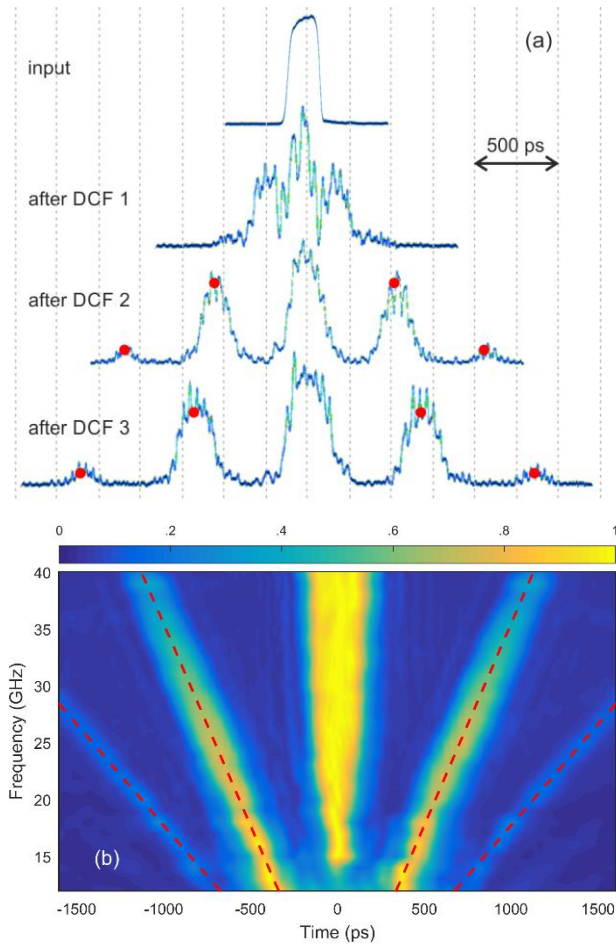 (a)
input
500 ps
after DCF 1
after DCF 2
after DCF 3
0 .2 .4 .6 .8 1
40
35
30
25
20
15
Frequency (GHz)
(b)
-1500 -1000 -500 0 500 1000 1500
Time (ps)